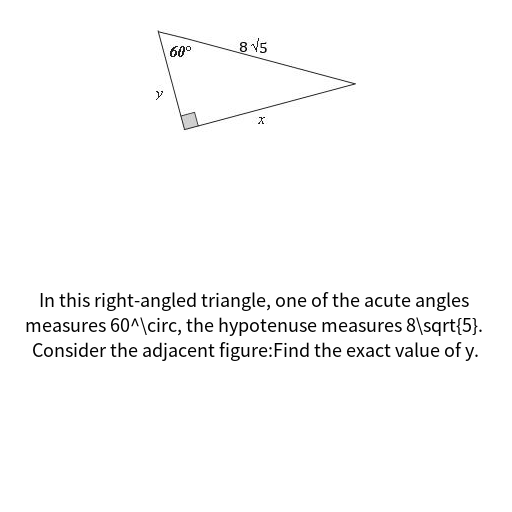 60°
8 √5
y
x
In this right-angled triangle, one of the acute angles
measures 60^\circ, the hypotenuse measures 8\sqrt{5}.
Consider the adjacent figure:Find the exact value of y.